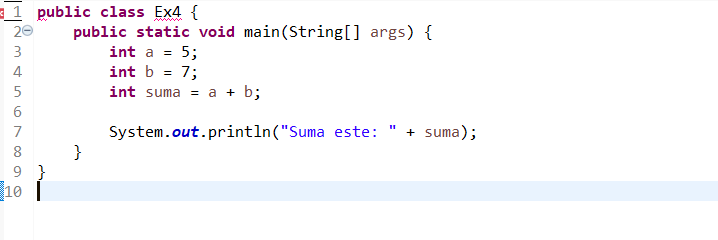 1 public class Ex4 {
2     public static void main(String[] args) {
3         int a = 5;
4         int b = 7;
5         int suma = a + b;
6
7         System.out.println("Suma este: " + suma);
8     }
9 }
10